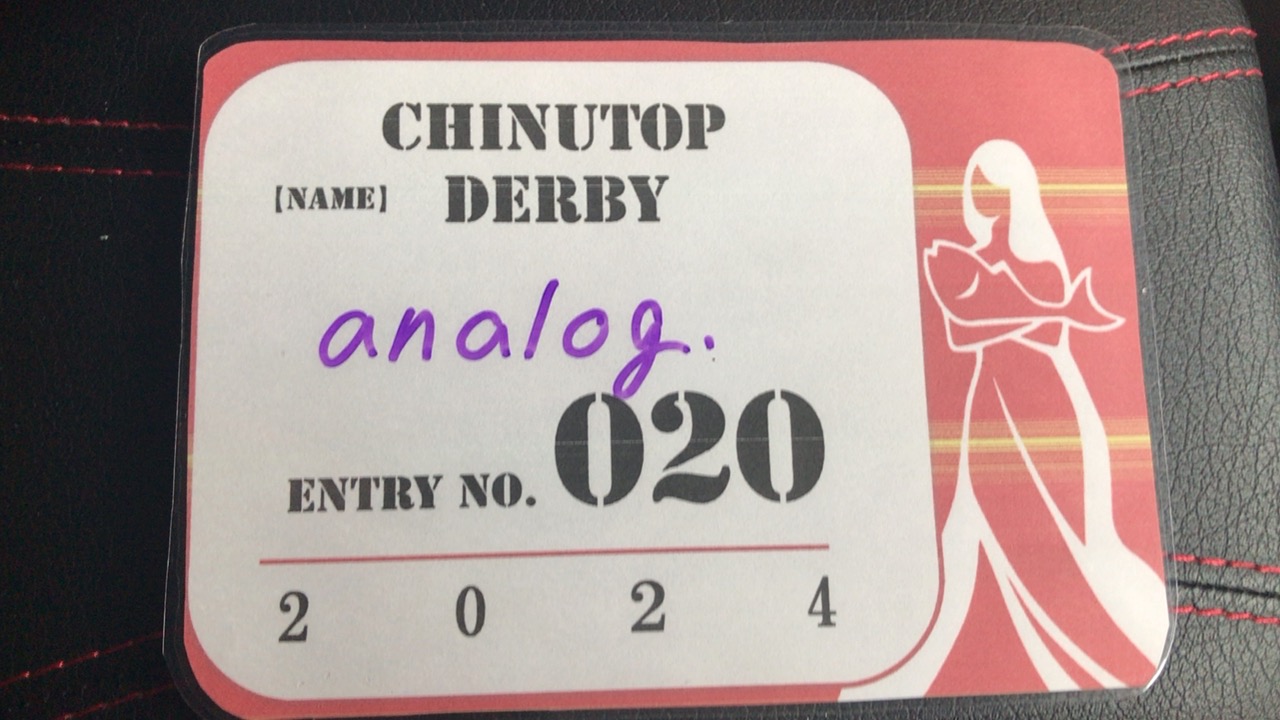 CHINUTOP
[NAME] DERBY
analog.
ENTRY NO. 020
2 0 2 4